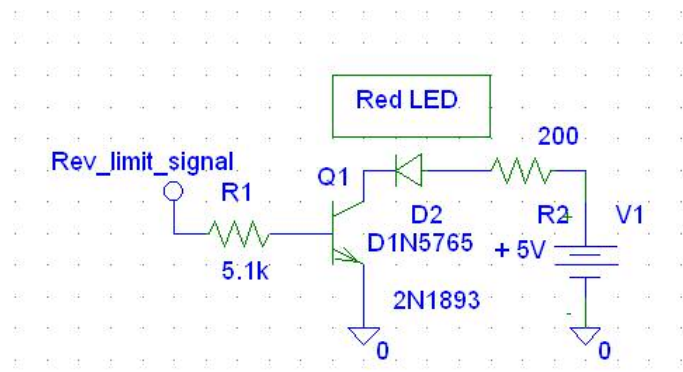 Red LED
200
Rev_limit_signal
Q1
R1
D2
R2
V1
+
D1N5765
+ 5V
5.1k
2N1893
-
0
0